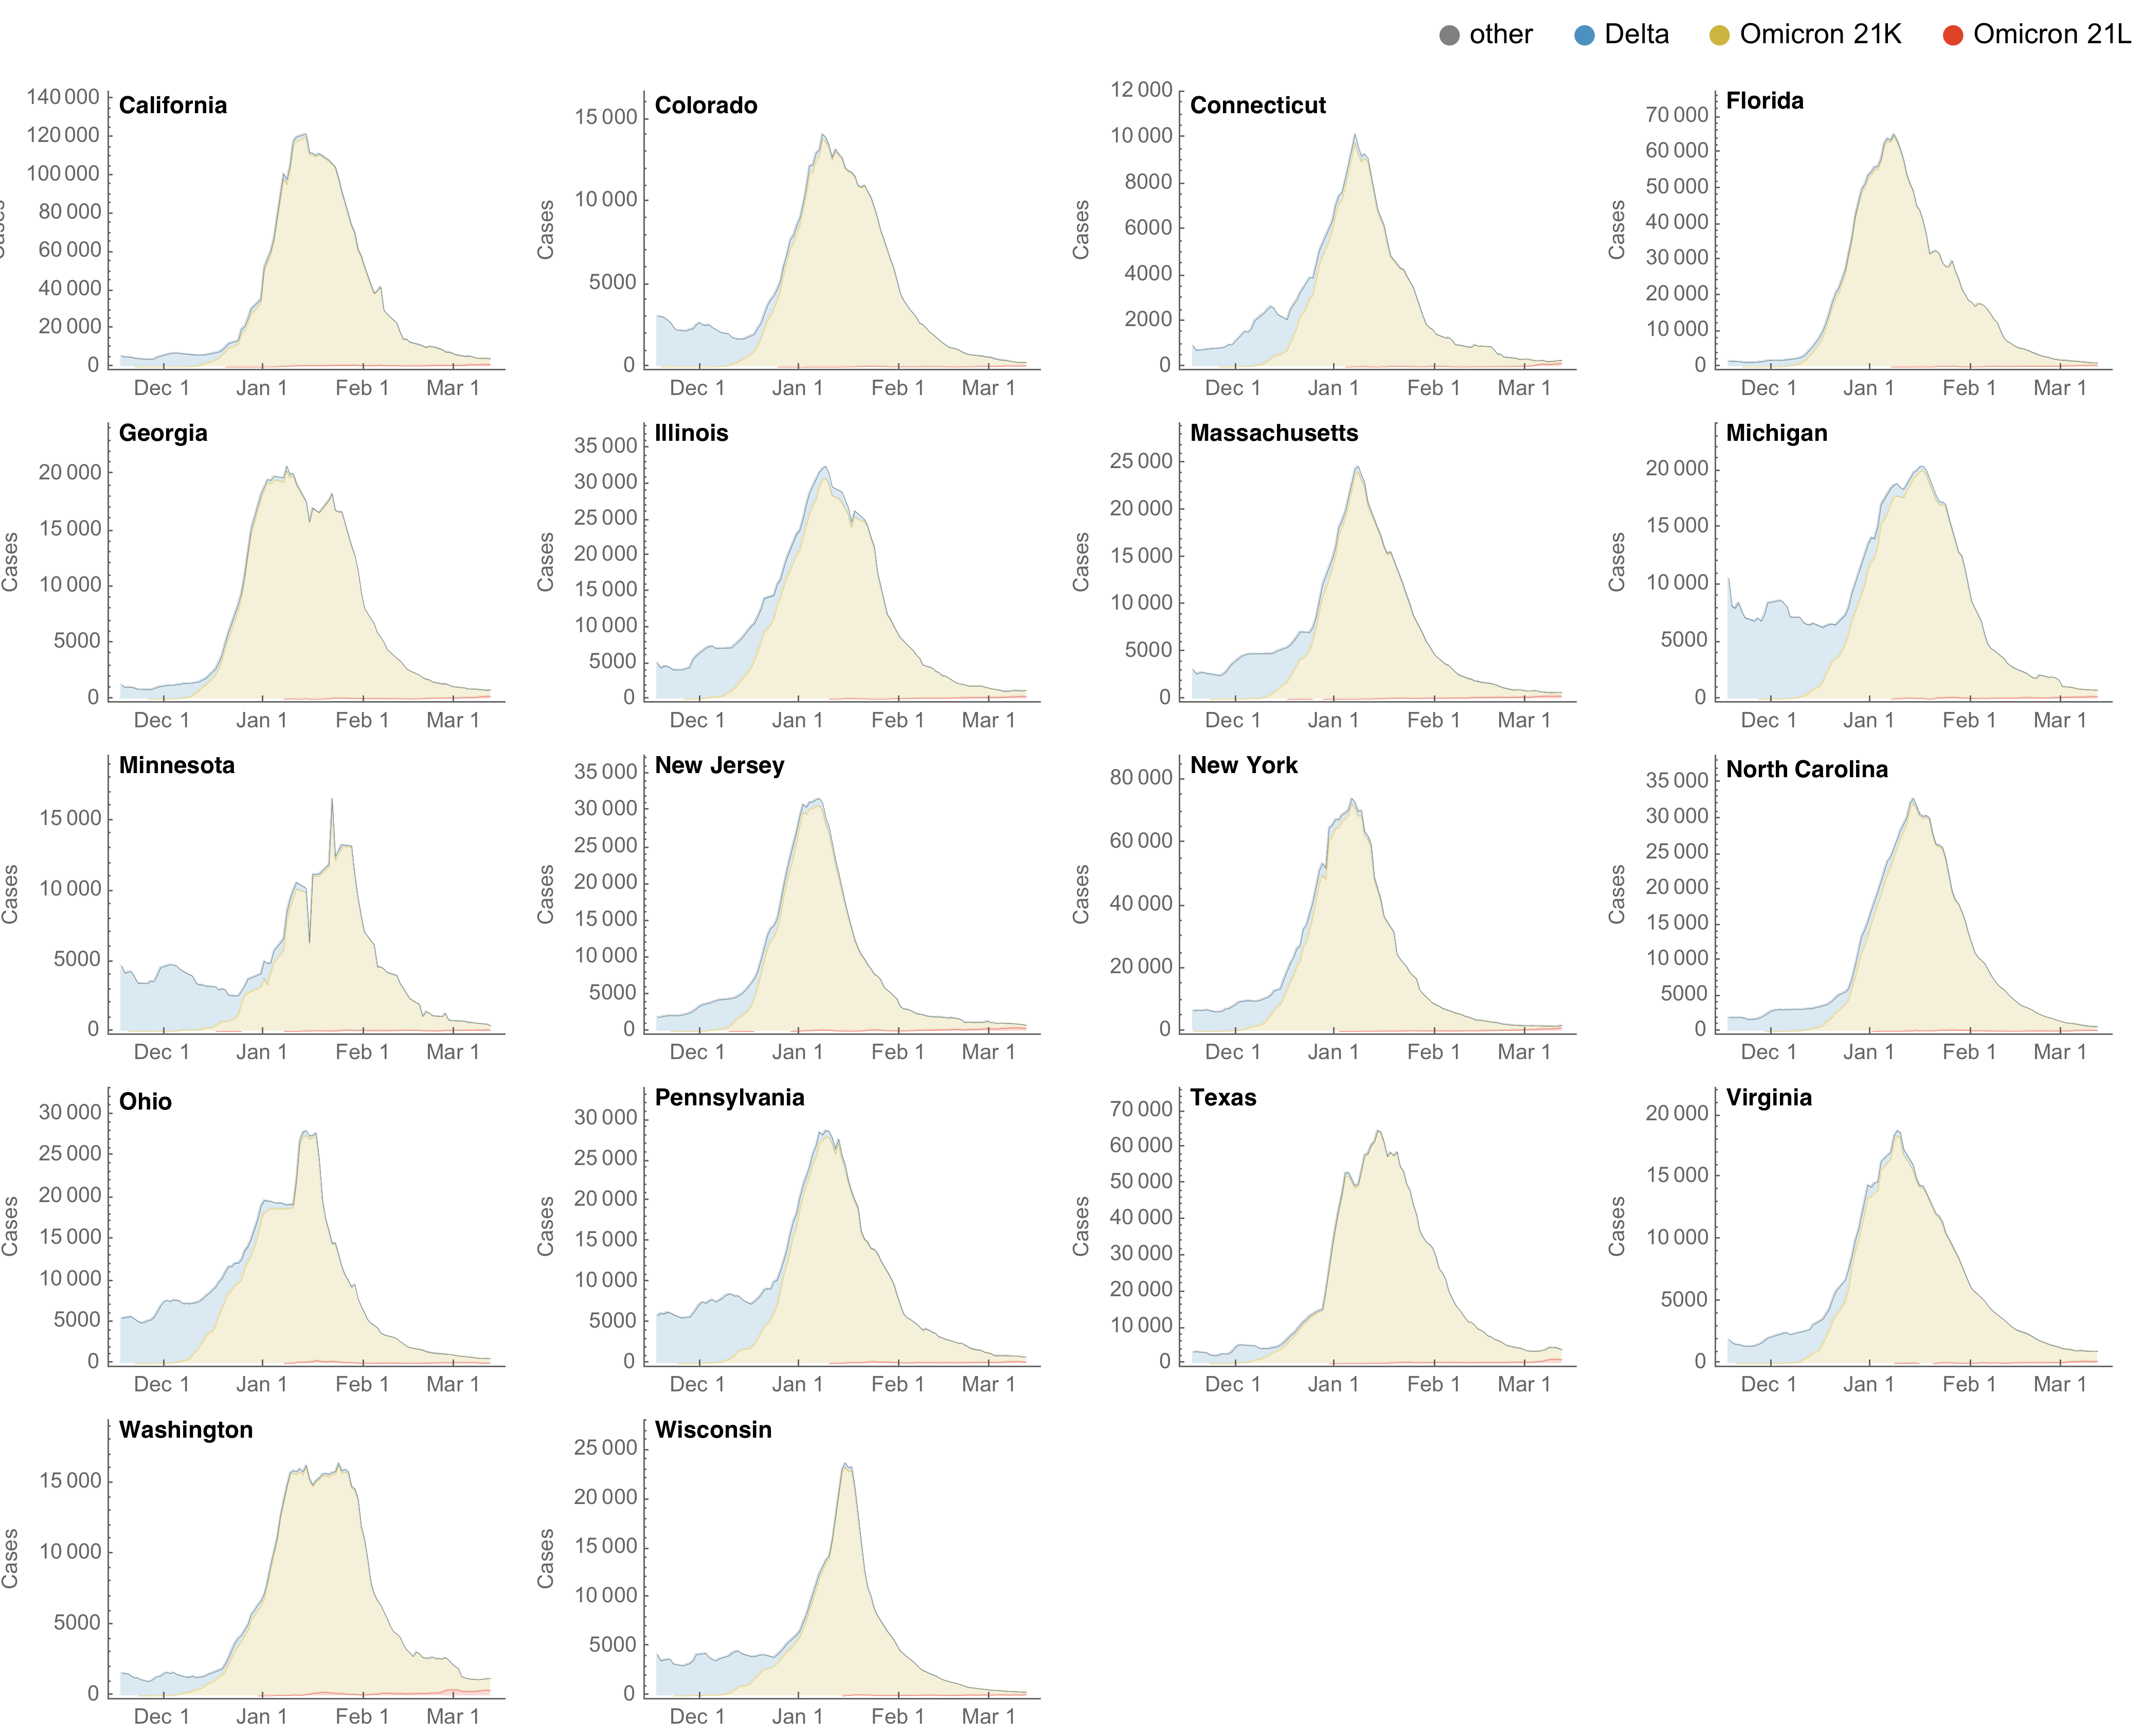 other Delta Omicron 21K Omicron 21L
California
140 000
120 000
100 000
80 000
60 000
40 000
20 000
0
Cases
Dec 1 Jan 1 Feb 1 Mar 1
Colorado
15 000
10 000
5000
0
Cases
Dec 1 Jan 1 Feb 1 Mar 1
Connecticut
12 000
10 000
8000
6000
4000
2000
0
Cases
Dec 1 Jan 1 Feb 1 Mar 1
Florida
70 000
60 000
50 000
40 000
30 000
20 000
10 000
0
Cases
Dec 1 Jan 1 Feb 1 Mar 1
Georgia
20 000
15 000
10 000
5000
0
Cases
Dec 1 Jan 1 Feb 1 Mar 1
Illinois
35 000
30 000
25 000
20 000
15 000
10 000
5000
0
Cases
Dec 1 Jan 1 Feb 1 Mar 1
Massachusetts
25 000
20 000
15 000
10 000
5000
0
Cases
Dec 1 Jan 1 Feb 1 Mar 1
Michigan
20 000
15 000
10 000
5000
0
Cases
Dec 1 Jan 1 Feb 1 Mar 1
Minnesota
15 000
10 000
5000
0
Cases
Dec 1 Jan 1 Feb 1 Mar 1
New Jersey
35 000
30 000
25 000
20 000
15 000
10 000
5000
0
Cases
Dec 1 Jan 1 Feb 1 Mar 1
New York
80 000
60 000
40 000
20 000
0
Cases
Dec 1 Jan 1 Feb 1 Mar 1
North Carolina
35 000
30 000
25 000
20 000
15 000
10 000
5000
0
Cases
Dec 1 Jan 1 Feb 1 Mar 1
Ohio
30 000
25 000
20 000
15 000
10 000
5000
0
Cases
Dec 1 Jan 1 Feb 1 Mar 1
Pennsylvania
30 000
25 000
20 000
15 000
10 000
5000
0
Cases
Dec 1 Jan 1 Feb 1 Mar 1
Texas
70 000
60 000
50 000
40 000
30 000
20 000
10 000
0
Cases
Dec 1 Jan 1 Feb 1 Mar 1
Virginia
20 000
15 000
10 000
5000
0
Cases
Dec 1 Jan 1 Feb 1 Mar 1
Washington
15 000
10 000
5000
0
Cases
Dec 1 Jan 1 Feb 1 Mar 1
Wisconsin
25 000
20 000
15 000
10 000
5000
0
Cases
Dec 1 Jan 1 Feb 1 Mar 1